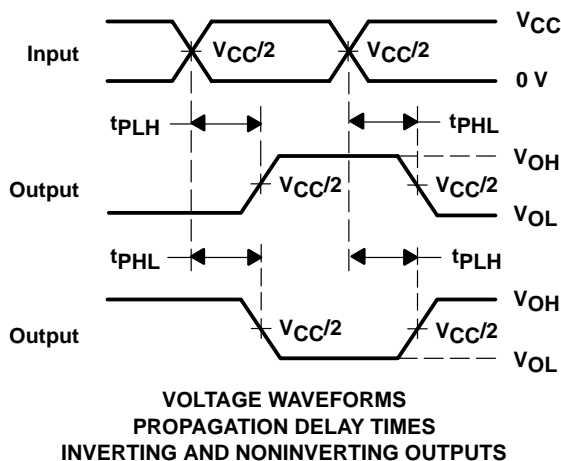 VCC
Input
VCC/2
VCC/2
0 V
tPLH
tPHL
VOH
Output
VCC/2
VCC/2
VOL
tPHL
tPLH
VOH
Output
VCC/2
VCC/2
VOL
VOLTAGE WAVEFORMS
PROPAGATION DELAY TIMES
INVERTING AND NONINVERTING OUTPUTS